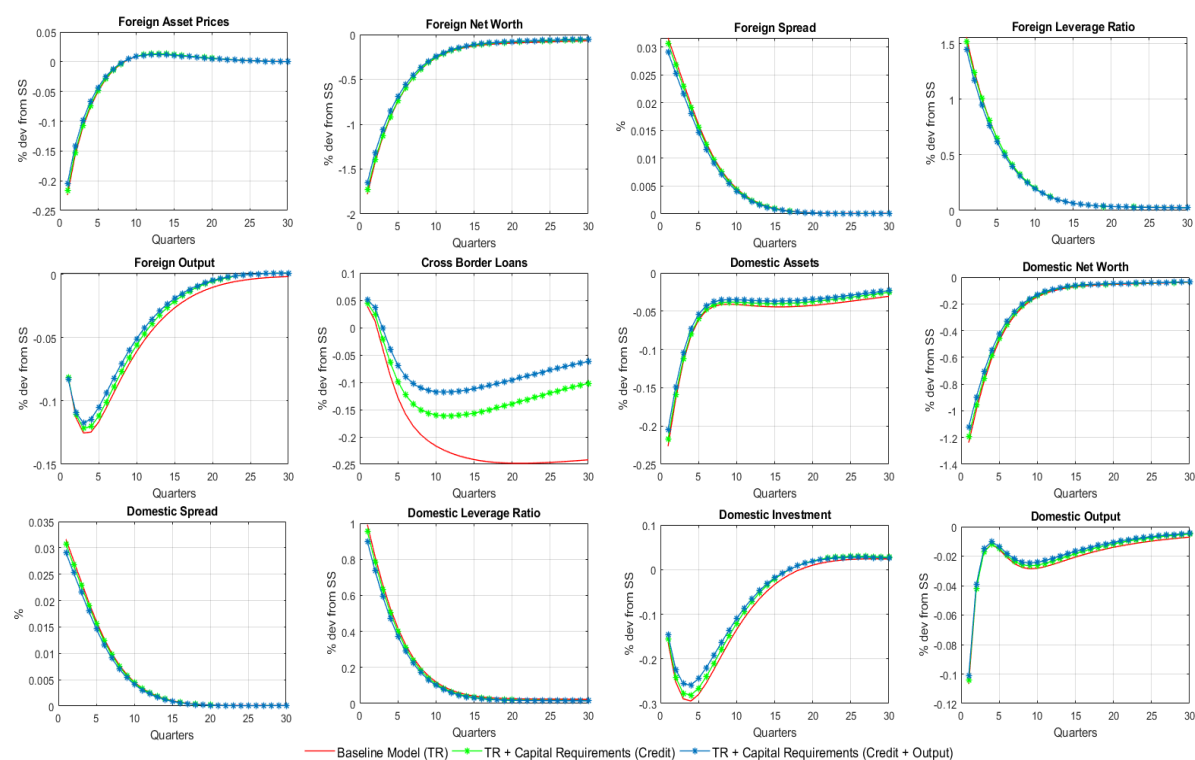 Foreign Asset Prices
0.05
0
-0.05
-0.1
-0.15
-0.2
-0.25
% dev from SS
0 5 10 15 20 25 30
Quarters
Foreign Net Worth
0
-0.5
-1
-1.5
-2
% dev from SS
0 5 10 15 20 25 30
Quarters
Foreign Spread
0.03
0.025
0.02
0.015
0.01
0.005
0
%
0 5 10 15 20 25 30
Quarters
Foreign Leverage Ratio
1.5
1
0.5
0
% dev from SS
0 5 10 15 20 25 30
Quarters
Foreign Output
0
-0.05
-0.1
-0.15
% dev from SS
0 5 10 15 20 25 30
Quarters
Cross Border Loans
0.1
0.05
0
-0.05
-0.1
-0.15
-0.2
-0.25
% dev from SS
0 5 10 15 20 25 30
Quarters
Domestic Assets
0
-0.05
-0.1
-0.15
-0.2
-0.25
% dev from SS
0 5 10 15 20 25 30
Quarters
Domestic Net Worth
0
-0.2
-0.4
-0.6
-0.8
-1
-1.2
-1.4
% dev from SS
0 5 10 15 20 25 30
Quarters
Domestic Spread
0.035
0.03
0.025
0.02
0.015
0.01
0.005
0
%
0 5 10 15 20 25 30
Quarters
Domestic Leverage Ratio
1
0.8
0.6
0.4
0.2
0
% dev from SS
0 5 10 15 20 25 30
Quarters
Domestic Investment
0.1
0
-0.1
-0.2
-0.3
% dev from SS
0 5 10 15 20 25 30
Quarters
Domestic Output
0
-0.02
-0.04
-0.06
-0.08
-0.1
-0.12
% dev from SS
0 5 10 15 20 25 30
Quarters
Baseline Model (TR) TR + Capital Requirements (Credit) TR + Capital Requirements (Credit + Output)